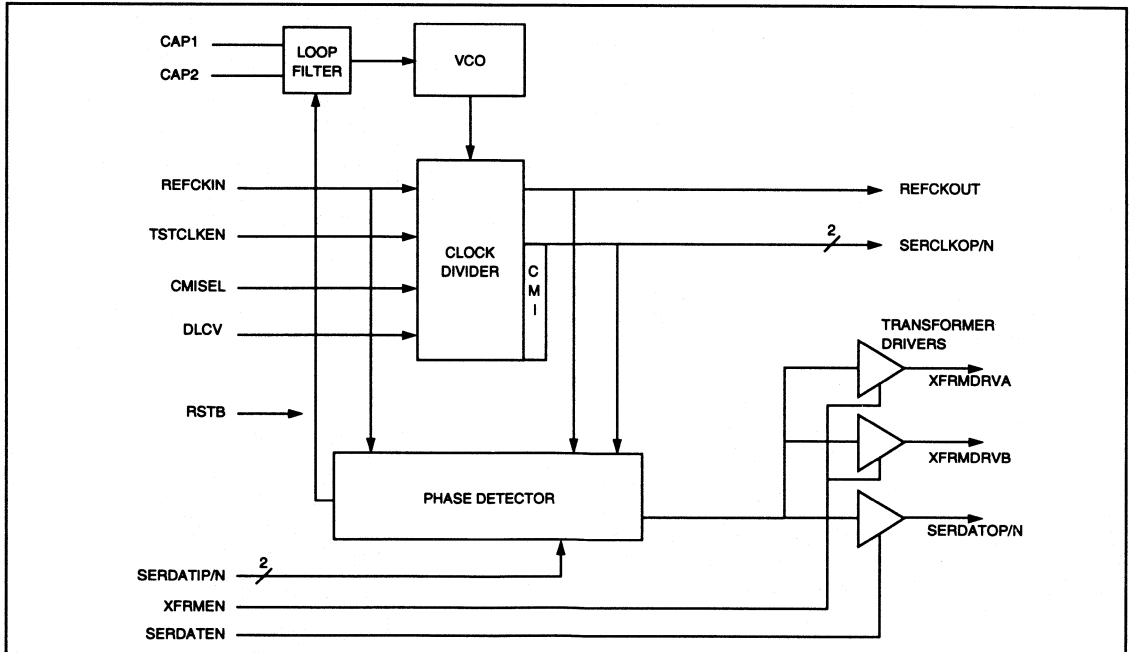 CAP1
CAP2
LOOP
FILTER
VCO
REFCKIN
TSTCLKEN
CMISEL
DLCV
RSTB
CLOCK
DIVIDER
C
M
I
REFCKOUT
2
SERCLKOP/N
TRANSFORMER
DRIVERS
XFRMDRVA
XFRMDRVB
SERDATOP/N
PHASE DETECTOR
SERDATIP/N
2
XFRMEN
SERDATEN